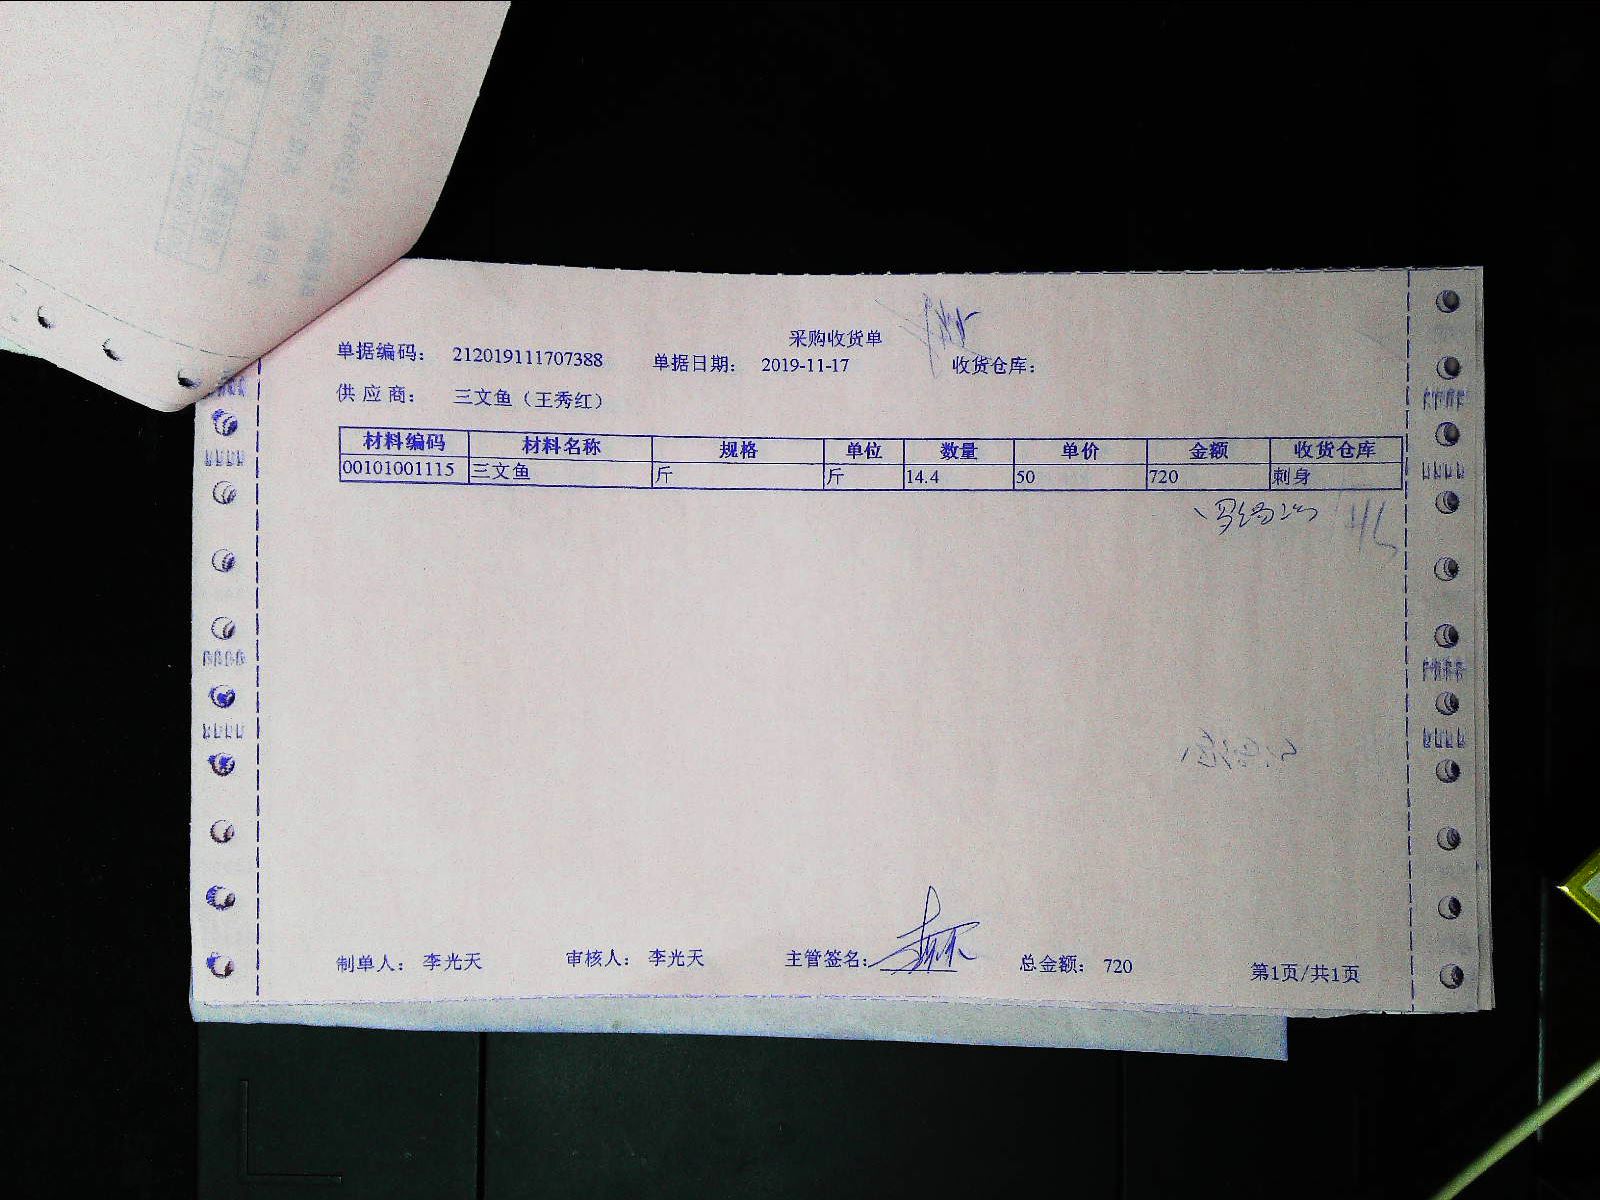 采购收货单
单据编码： 212019111707388 单据日期： 2019-11-17 收货仓库：
供 应 商： 三文鱼（王秀红）
材料编码 材料名称 规格 单位 数量 单价 金额 收货仓库
00101001115 三文鱼 斤 斤 14.4 50 720 刺身
制单人： 李光天 审核人： 李光天 主管签名： 总金额： 720 第1页/共1页